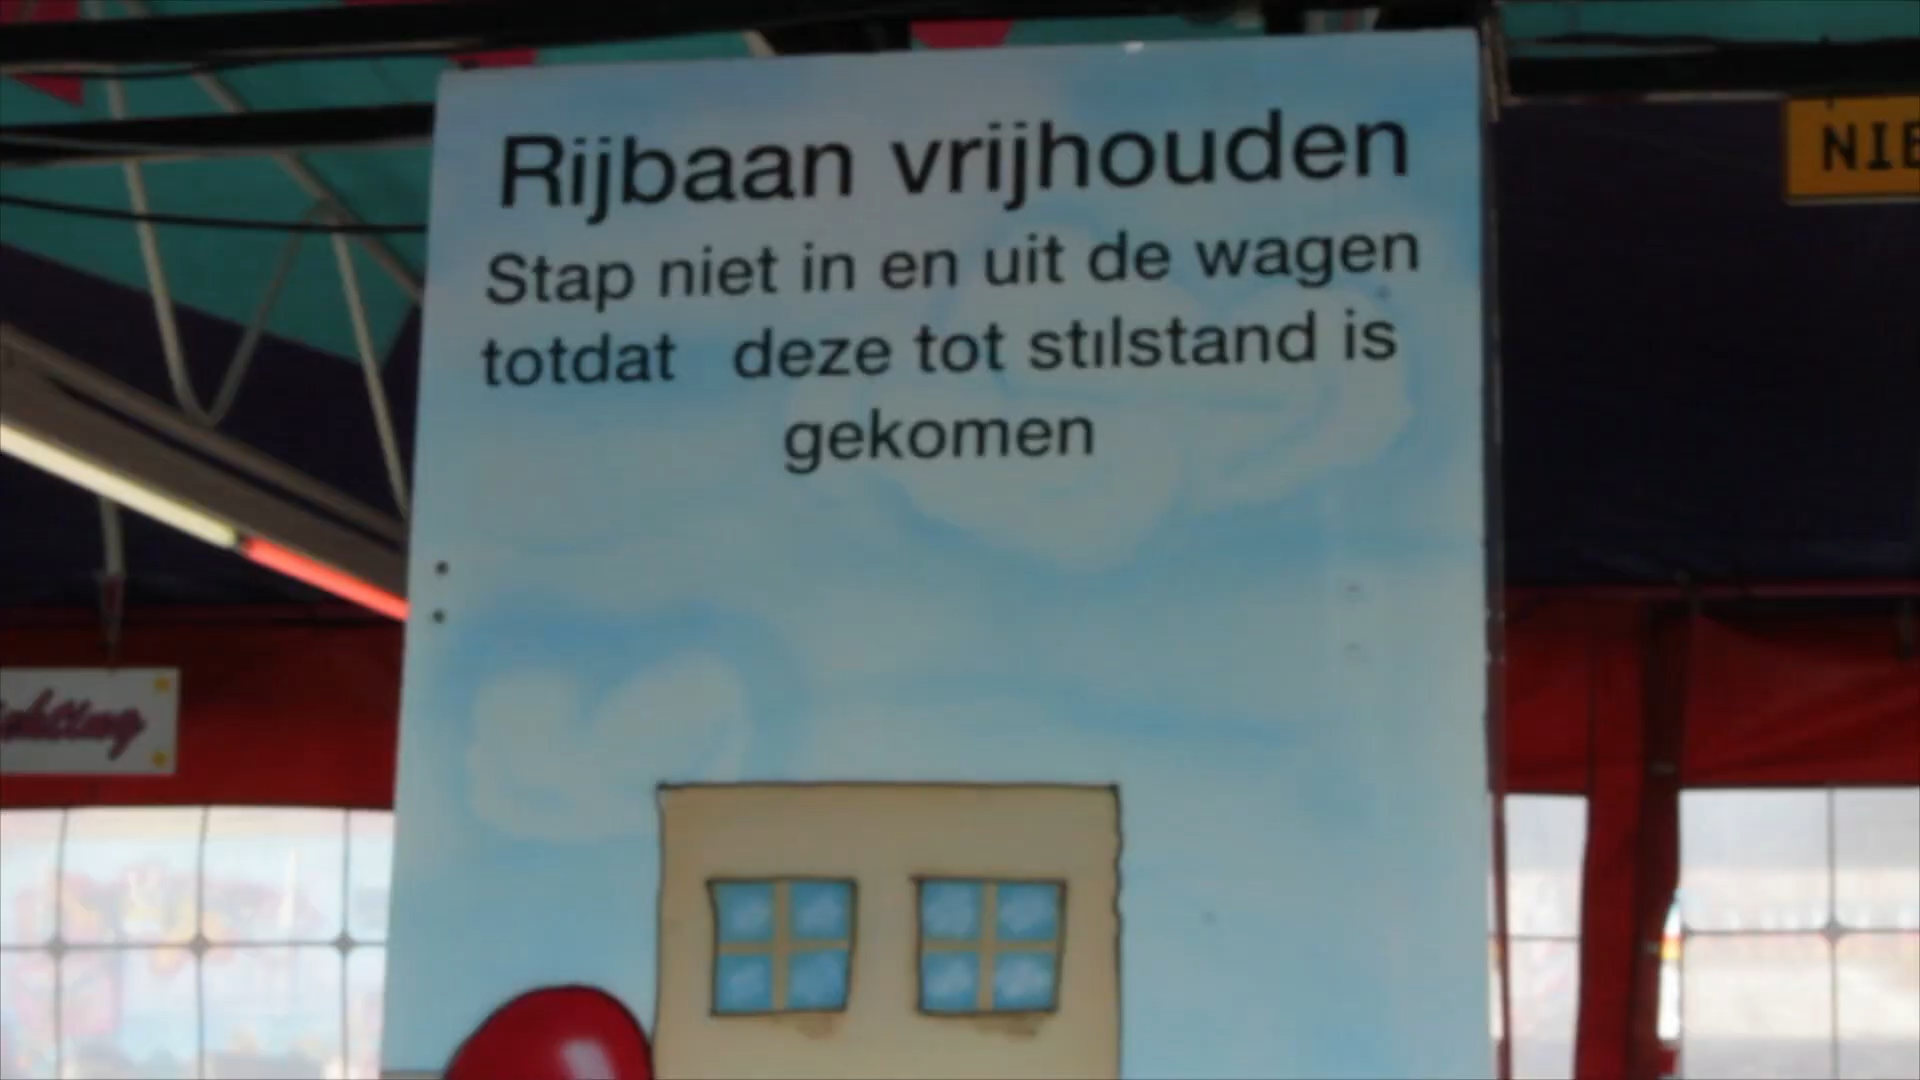 Rijbaan vrijhouden
Stap niet in en uit de wagen
totdat deze tot stilstand is
gekomen